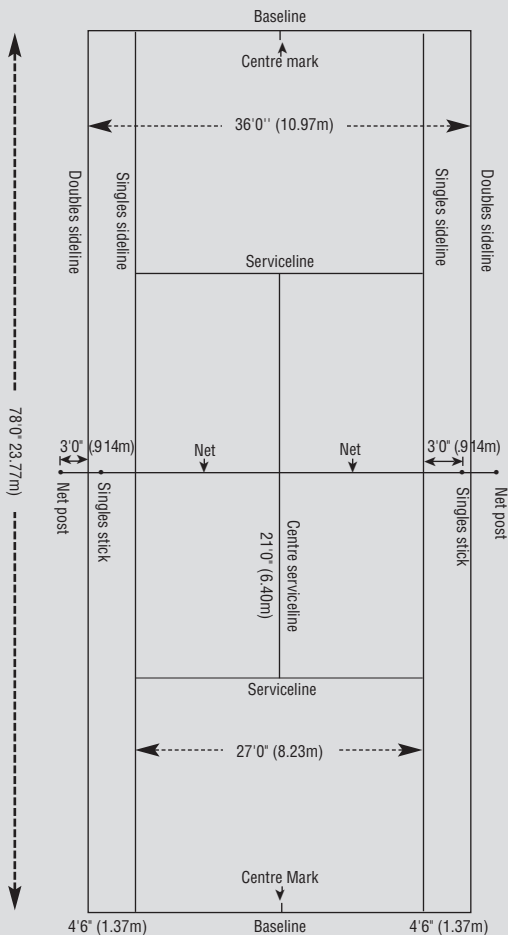 Baseline
Centre mark
36'0'' (10.97m)
Doubles sideline
Singles sideline
Singles sideline
Doubles sideline
Serviceline
78'0" 23.77m)
3'0" (.914m)
Net
Net
3'0" (.914m)
Net post
Singles stick
Centre serviceline
21'0" (6.40m)
Singles stick
Net post
Serviceline
27'0" (8.23m)
Centre Mark
4'6" (1.37m)
Baseline
4'6" (1.37m)